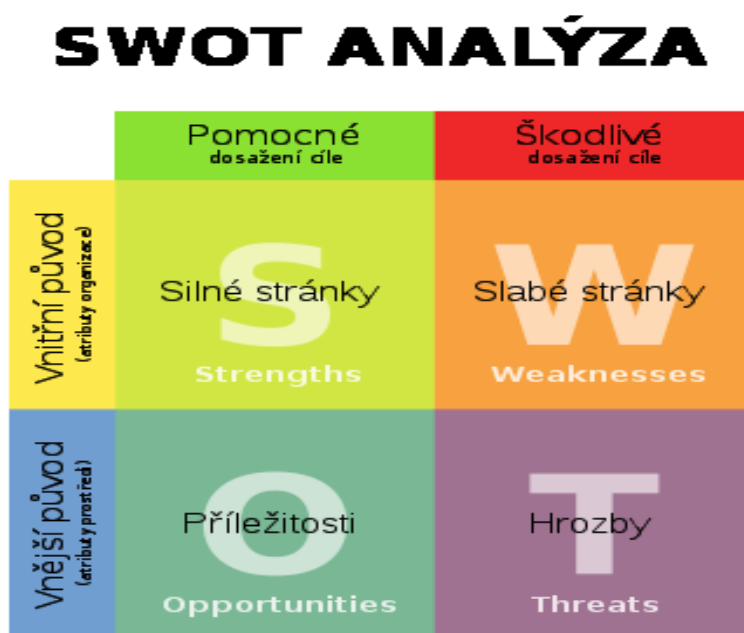 SWOT ANALÝZA
Pomocné
dosažení cíle
Škodlivé
dosažení cíle
Vnitřní původ
(atributy organizace)
S
Silné stránky
Strengths
W
Slabé stránky
Weaknesses
Vnější původ
(atributy prostředí)
O
Příležitosti
Opportunities
T
Hrozby
Threats